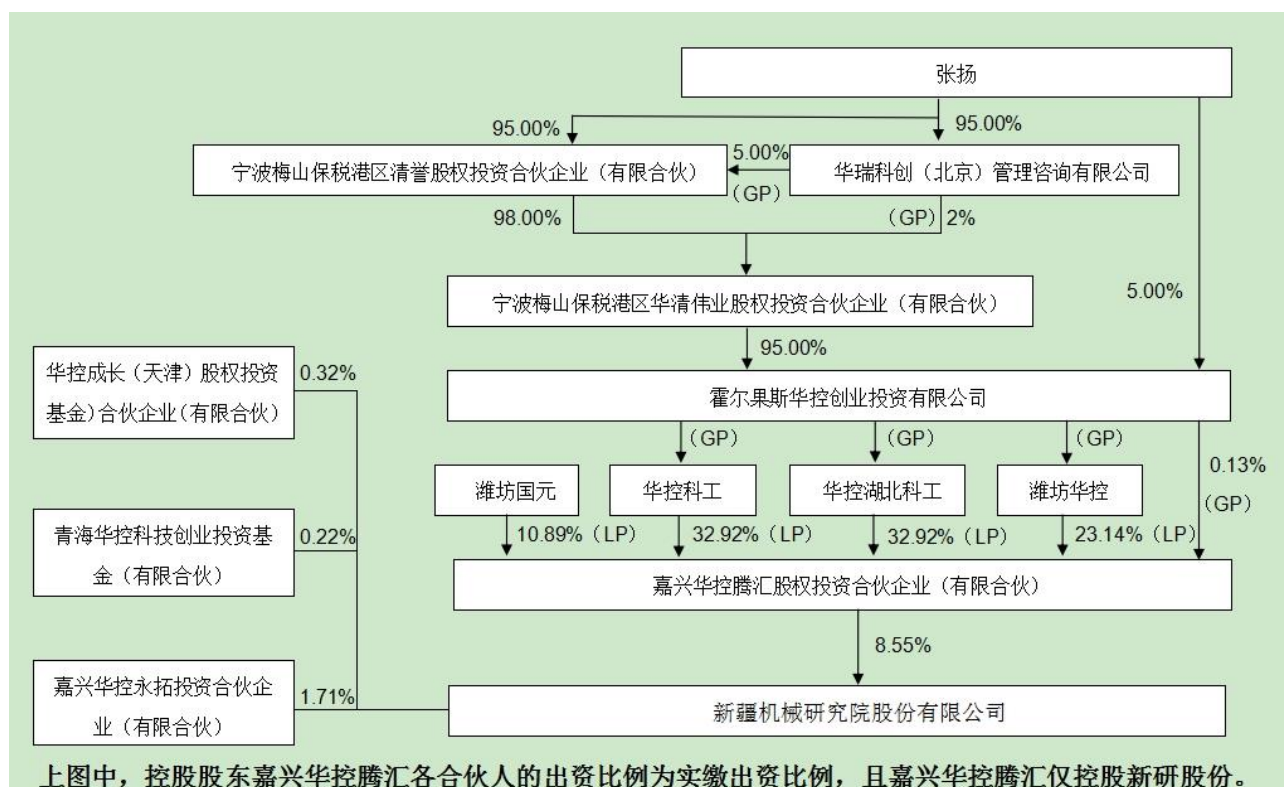 张扬
95.00%
95.00%
宁波梅山保税港区清誉股权投资合伙企业（有限合伙）
5.00%
（GP）
华瑞科创（北京）管理咨询有限公司
98.00%
（GP）2%
宁波梅山保税港区华清伟业股权投资合伙企业（有限合伙）
5.00%
95.00%
华控成长（天津）股权投资
基金）合伙企业（有限合伙）
0.32%
霍尔果斯华控创业投资有限公司
（GP）
（GP）
（GP）
0.13%
（GP）
潍坊国元
华控科工
华控湖北科工
潍坊华控
10.89%（LP）
32.92%（LP）
32.92%（LP）
23.14%（LP）
青海华控科技创业投资基
金（有限合伙）
0.22%
嘉兴华控腾汇股权投资合伙企业（有限合伙）
8.55%
嘉兴华控永拓投资合伙企
业（有限合伙）
1.71%
新疆机械研究院股份有限公司
上图中，控股股东嘉兴华控腾汇各合伙人的出资比例为实缴出资比例，且嘉兴华控腾汇仅控股新研股份。